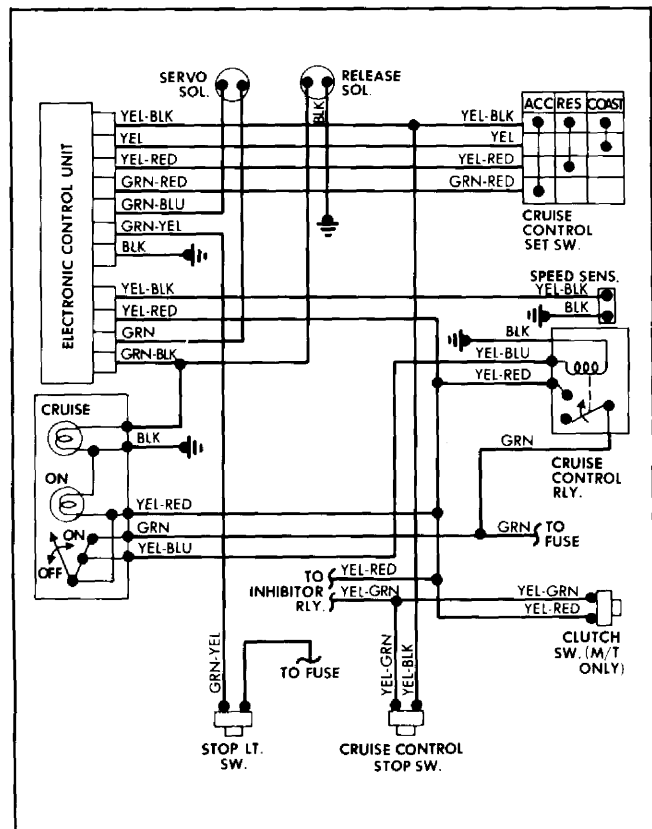 SERVO
SOL.
RELEASE
SOL.
BLK
ACC RES COAST
YEL-BLK
YEL
YEL-RED
GRN-RED
GRN-BLU
GRN-YEL
BLK
ELECTRONIC CONTROL UNIT
YEL-BLK
YEL
YEL-RED
GRN-RED
CRUISE
CONTROL
SET SW.
SPEED SENS.
YEL-BLK
BLK
YEL-BLK
YEL-RED
GRN
GRN-BLK
BLK
YEL-BLU
YEL-RED
GRN
CRUISE
CONTROL
RLY.
CRUISE
BLK
ON
YEL-RED
GRN
YEL-BLU
ON
OFF
GRN
TO
FUSE
TO
INHIBITOR
RLY.
YEL-RED
YEL-GRN
YEL-GRN
YEL-RED
CLUTCH
SW. (M/T
ONLY)
GRN-YEL
TO FUSE
YEL-GRN
YEL-BLK
STOP LT.
SW.
CRUISE CONTROL
STOP SW.